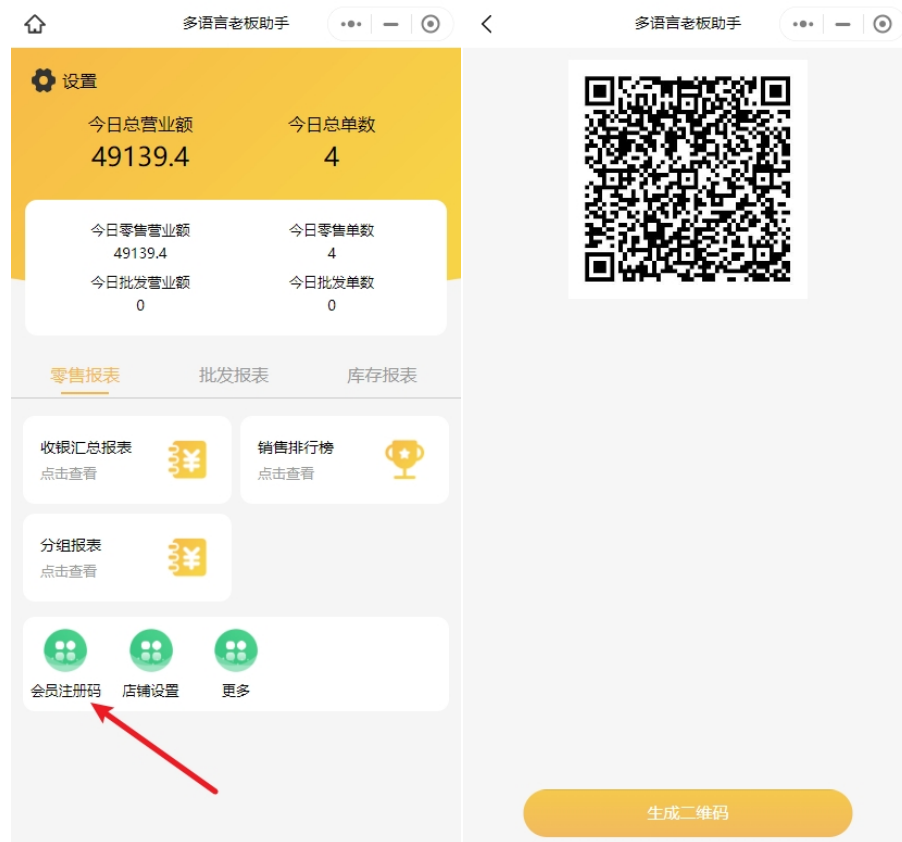 多语言老板助手
设置
今日总营业额 今日总单数
49139.4 4
今日零售营业额 今日零售单数
49139.4 4
今日批发营业额 今日批发单数
0 0
零售报表 批发报表 库存报表
收银汇总报表 销售排行榜
点击查看 点击查看
分组报表
点击查看
会员注册码 店铺设置 更多
多语言老板助手
生成二维码